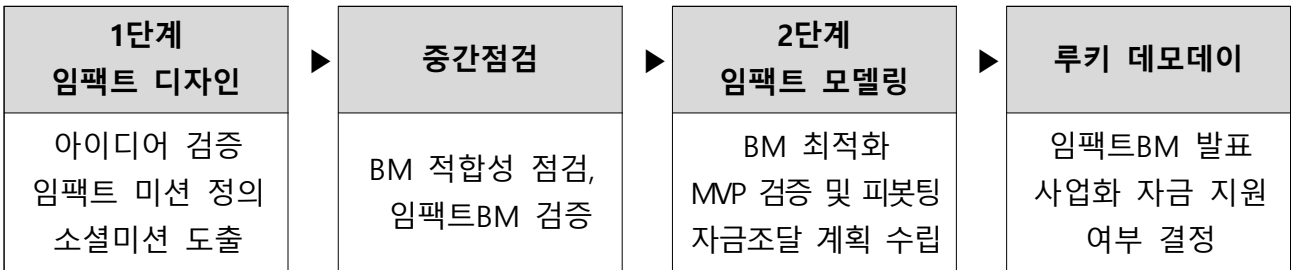 1단계
임팩트 디자인
아이디어 검증
임팩트 미션 정의
소셜미션 도출
▶
중간점검
BM 적합성 점검,
임팩트BM 검증
▶
2단계
임팩트 모델링
BM 최적화
MVP 검증 및 피봇팅
자금조달 계획 수립
▶
루키 데모데이
임팩트BM 발표
사업화 자금 지원
여부 결정